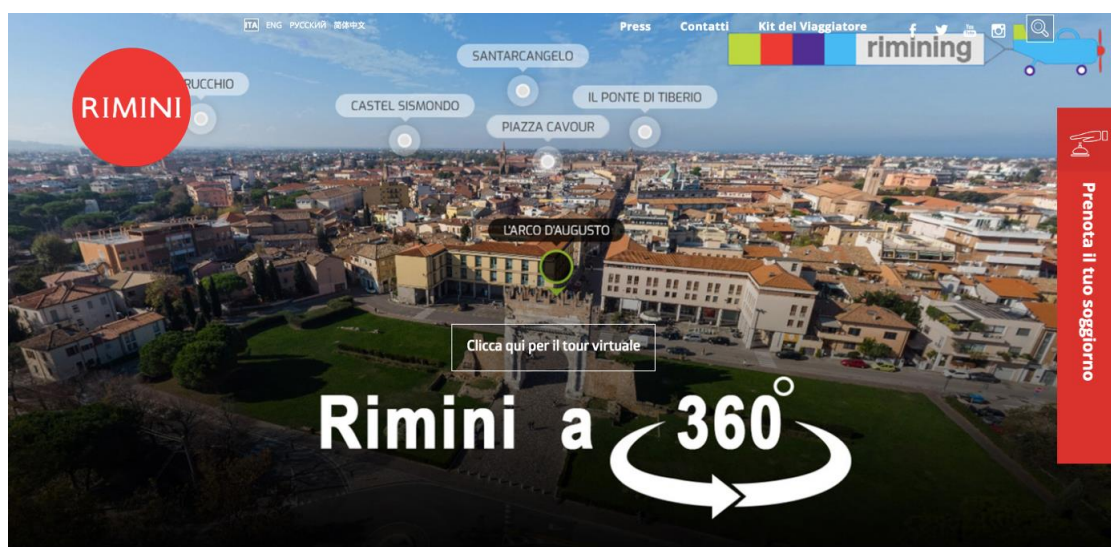 ITA ENG РУССКИЙ 简体中文
Press Contatti Kit del Viaggiatore
rimining
SANTARCANGELO
RUCCHIO
RIMINI
CASTEL SISMONDO
IL PONTE DI TIBERIO
PIAZZA CAVOUR
L'ARCO D'AUGUSTO
Prenota il tuo soggiorno
Clicca qui per il tour virtuale
Rimini a 360°